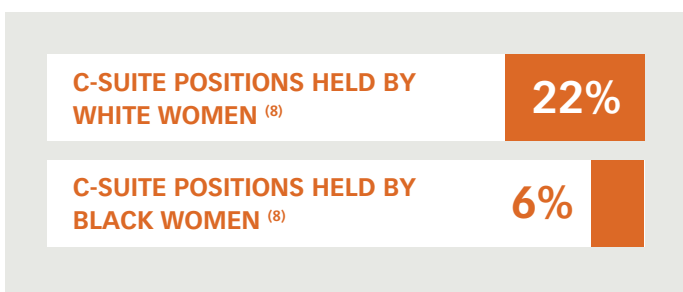 C-SUITE POSITIONS HELD BY
WHITE WOMEN (8)
22%
C-SUITE POSITIONS HELD BY
BLACK WOMEN (8)
6%